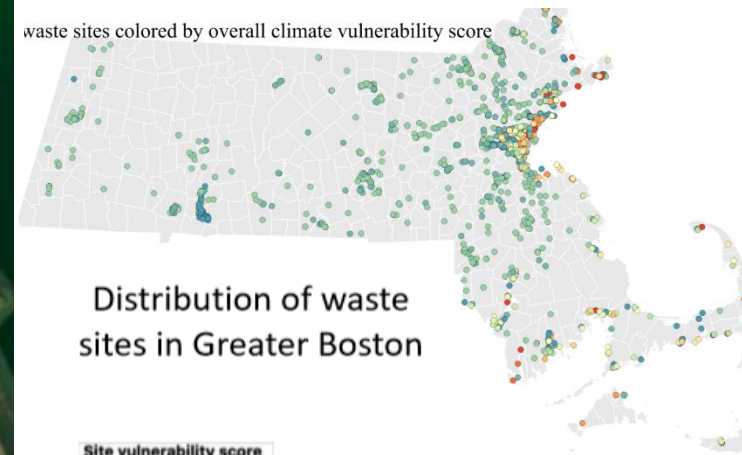 waste sites colored by overall climate vulnerability score
Distribution of waste
sites in Greater Boston
Site vulnerability score